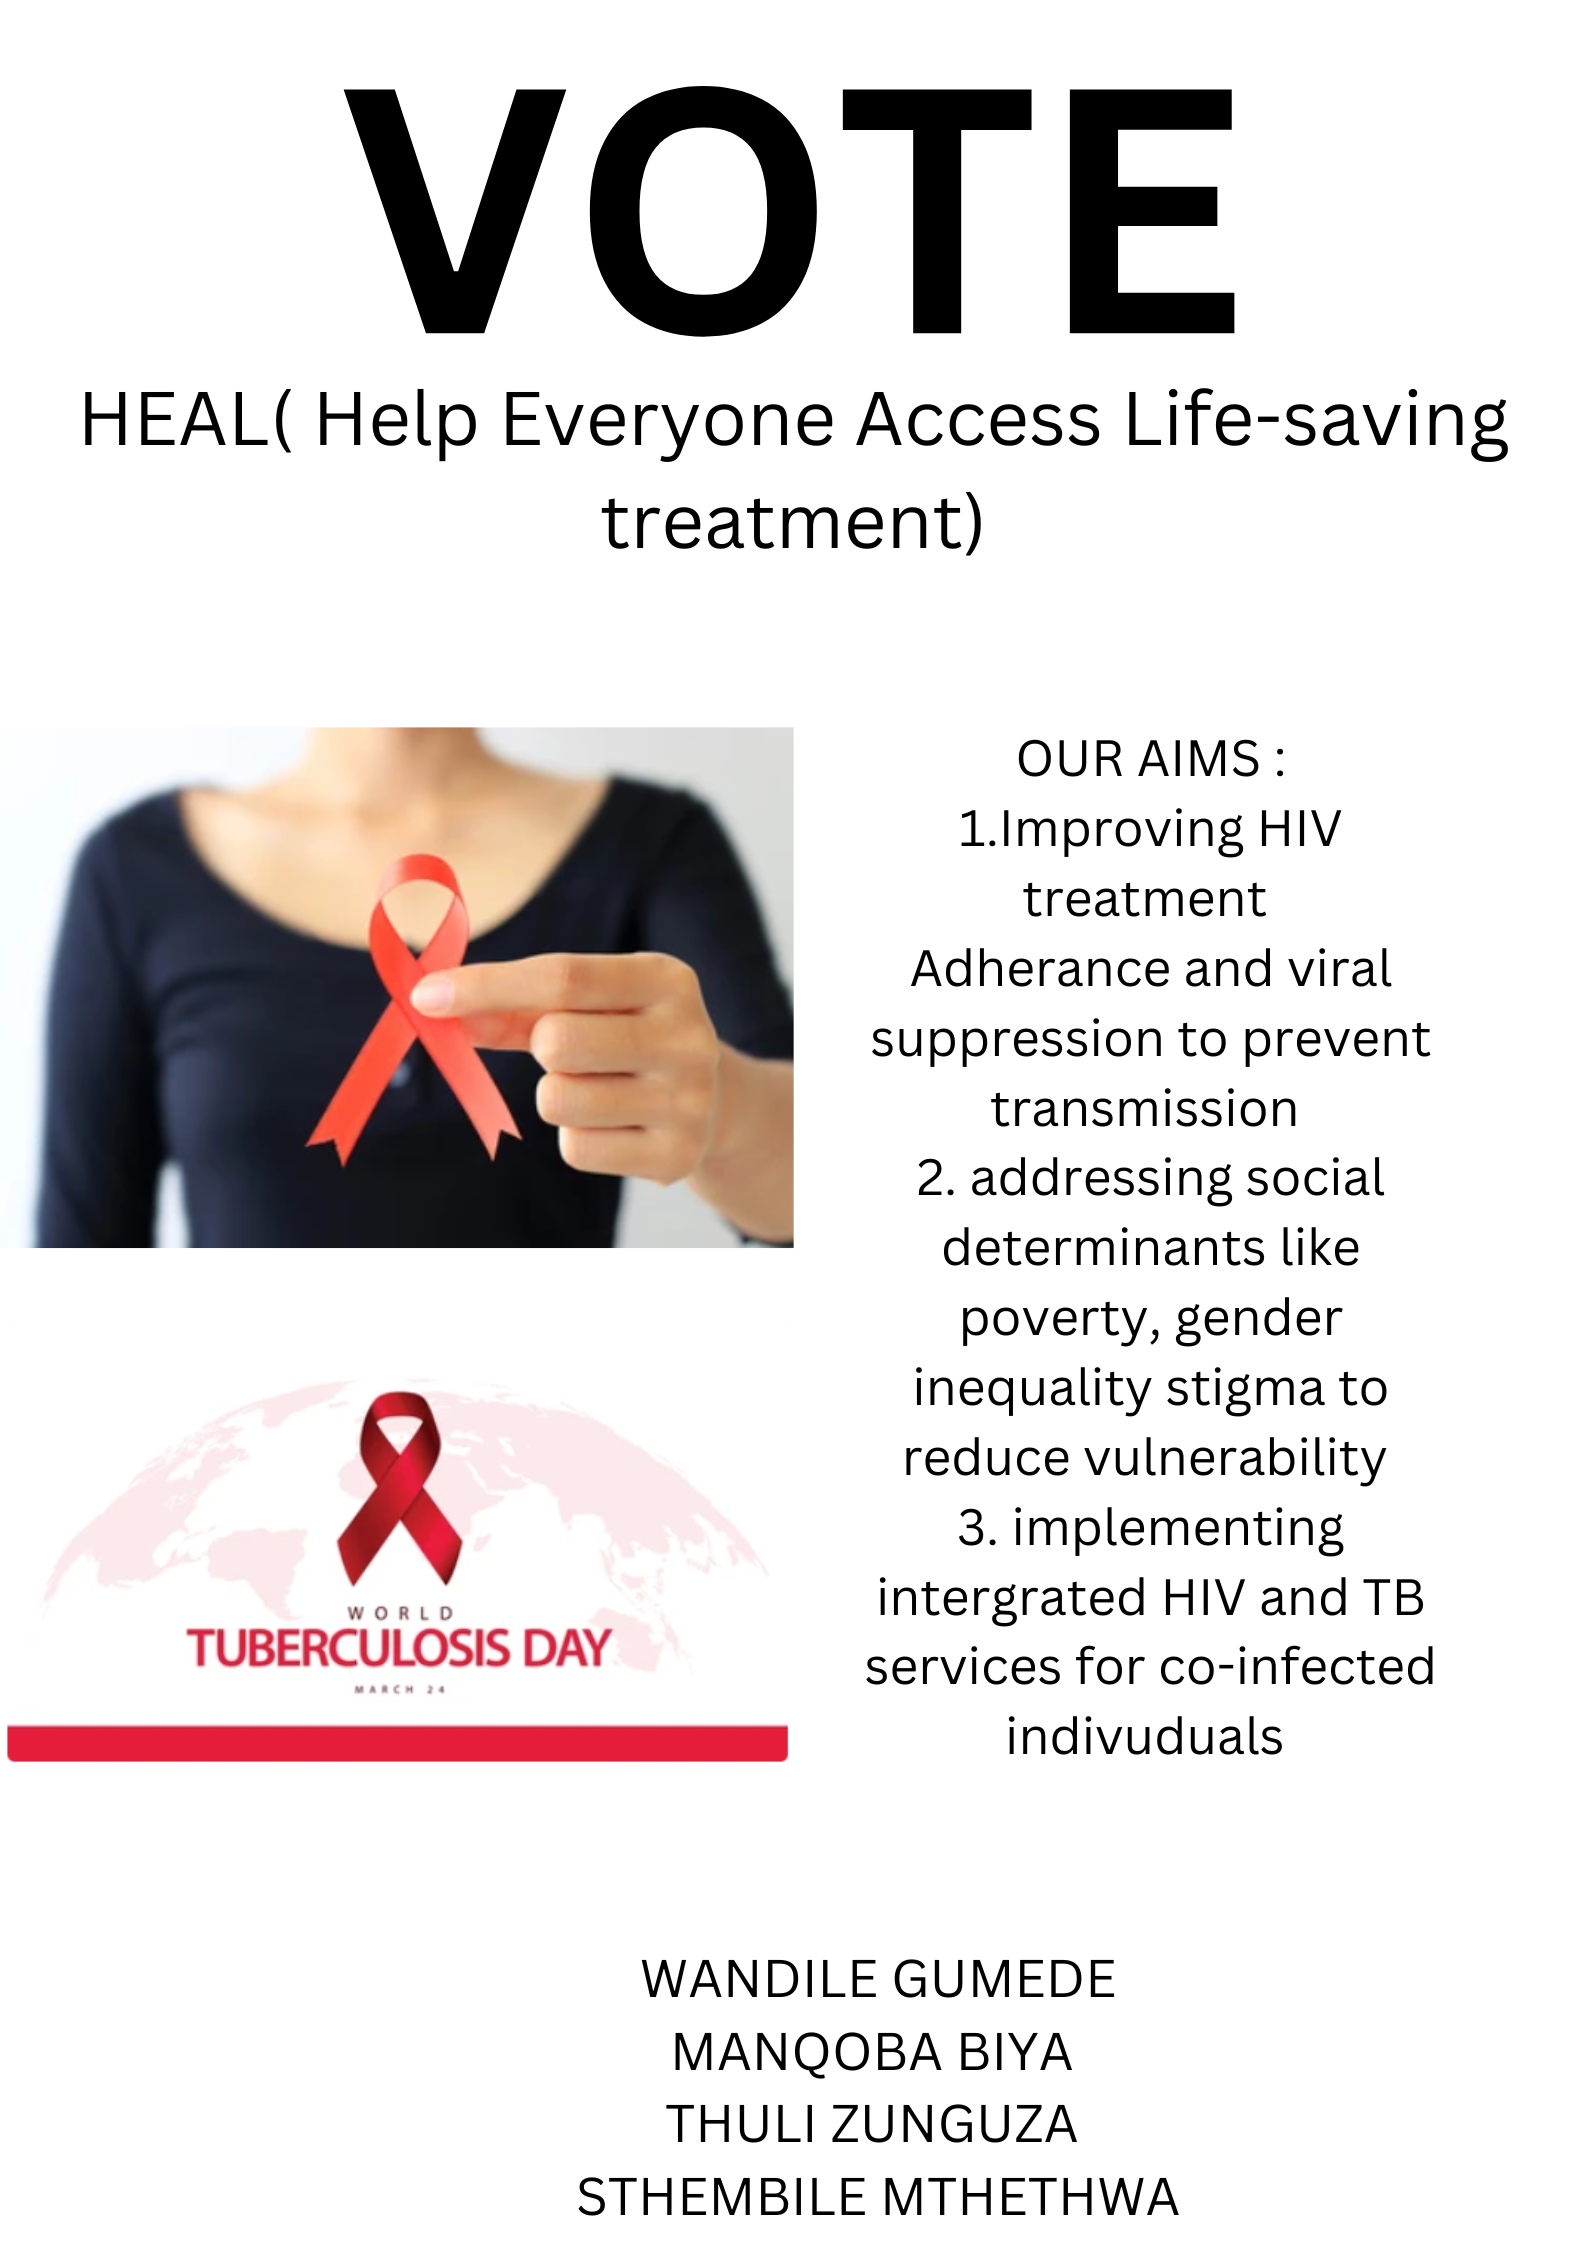 VOTE
HEAL( Help Everyone Access Life-saving
treatment)
OUR AIMS :
1.Improving HIV
treatment
Adherance and viral
suppression to prevent
transmission
2. addressing social
determinants like
poverty, gender
inequality stigma to
reduce vulnerability
3. implementing
intergrated HIV and TB
services for co-infected
indivuduals
WORLD
TUBERCULOSIS DAY
MARCH 24
WANDILE GUMEDE
MANQOBA BIYA
THULI ZUNGUZA
STHEMBILE MTHETHWA